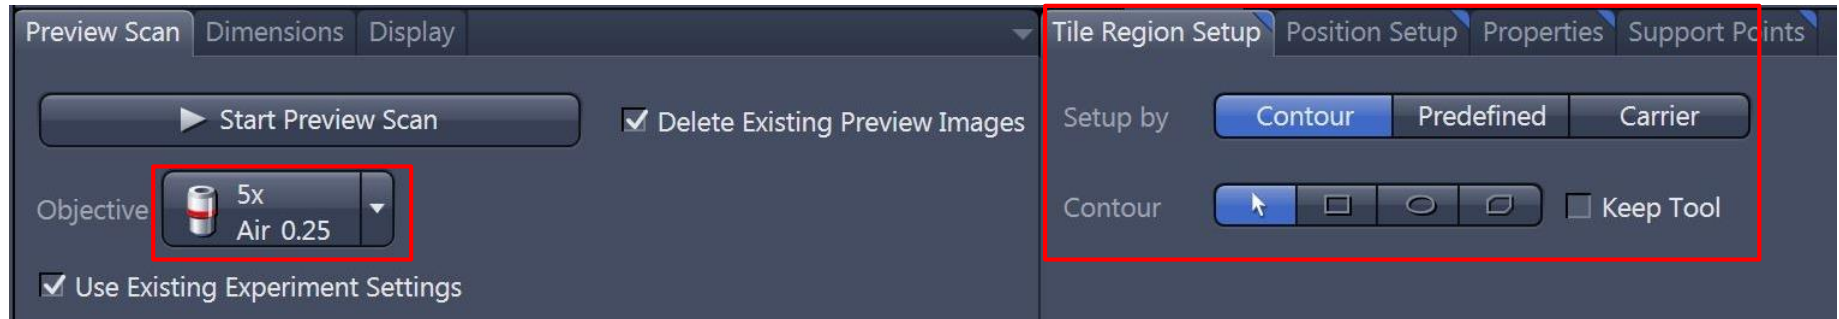 Preview Scan Dimensions Display
Start Preview Scan
Delete Existing Preview Images
Objective
5x
Air 0.25
Use Existing Experiment Settings
Tile Region Setup Position Setup Properties Support Points
Setup by Contour Predefined Carrier
Contour Keep Tool